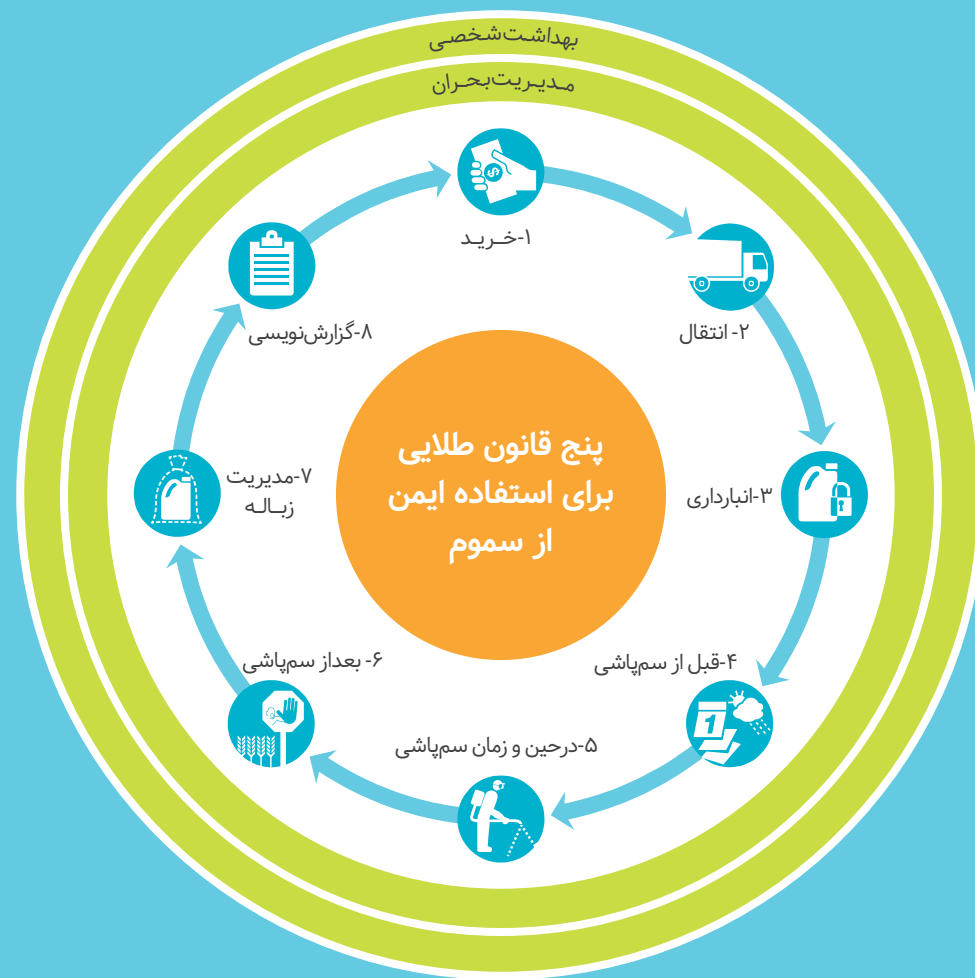 بهداشت شخصی
مدیریت بحران
۱-خرید
۲- انتقال
۳-انبارداری
۴-قبل از سم‌پاشی
1
۵-درحین و زمان سم‌پاشی
۶- بعداز سم‌پاشی
۷-مدیریت
زباله
۸-گزارش‌نویسی
$
پنج قانون طلایی
برای استفاده ایمن
از سموم